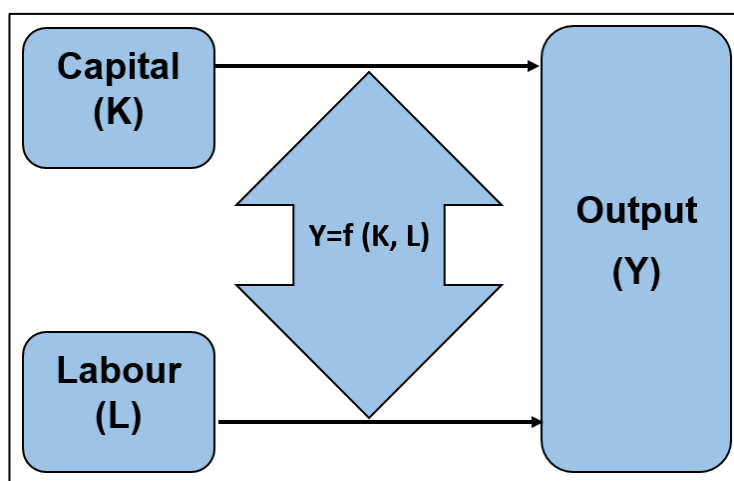 Capital
(K)
Y=f (K, L)
Output
(Y)
Labour
(L)